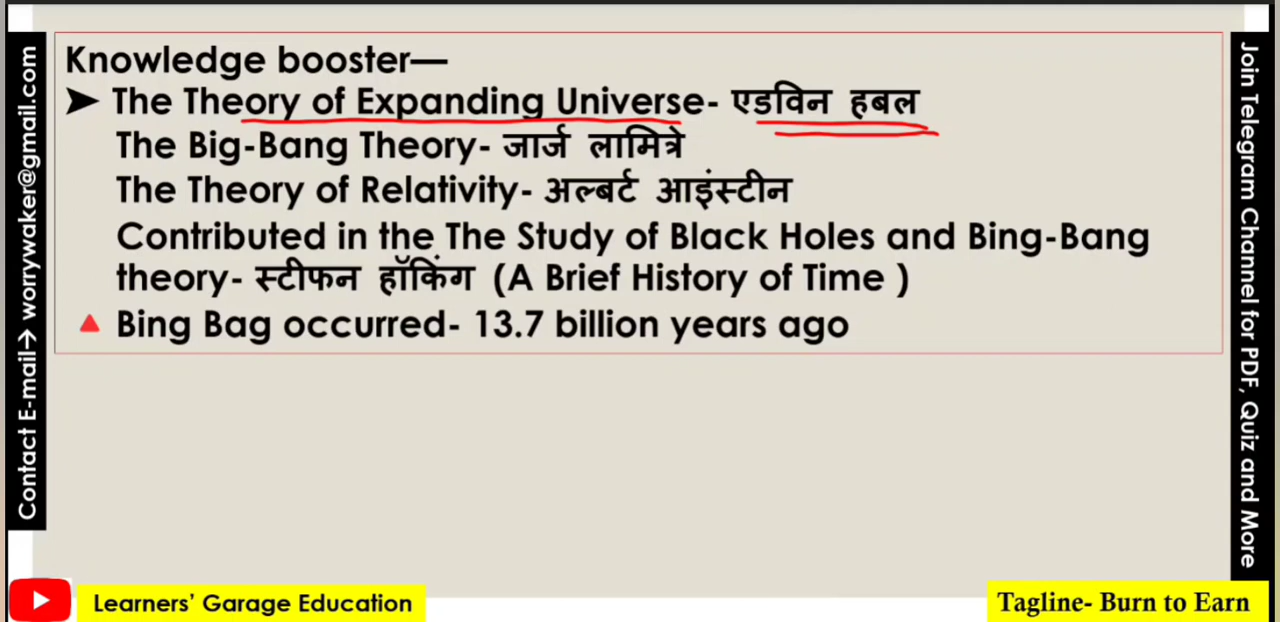 Knowledge booster—
➤ The Theory of Expanding Universe- एडविन हबल
The Big-Bang Theory- जार्ज लामित्रे
The Theory of Relativity- अल्बर्ट आइंस्टीन
Contributed in the The Study of Black Holes and Bing-Bang
theory- स्टीफन हॉकिंग (A Brief History of Time )
Bing Bag occurred- 13.7 billion years ago
Contact E-mail→ worrywaker@gmail.com
Join Telegram Channel for PDF, Quiz and More
Learners’ Garage Education
Tagline- Burn to Earn